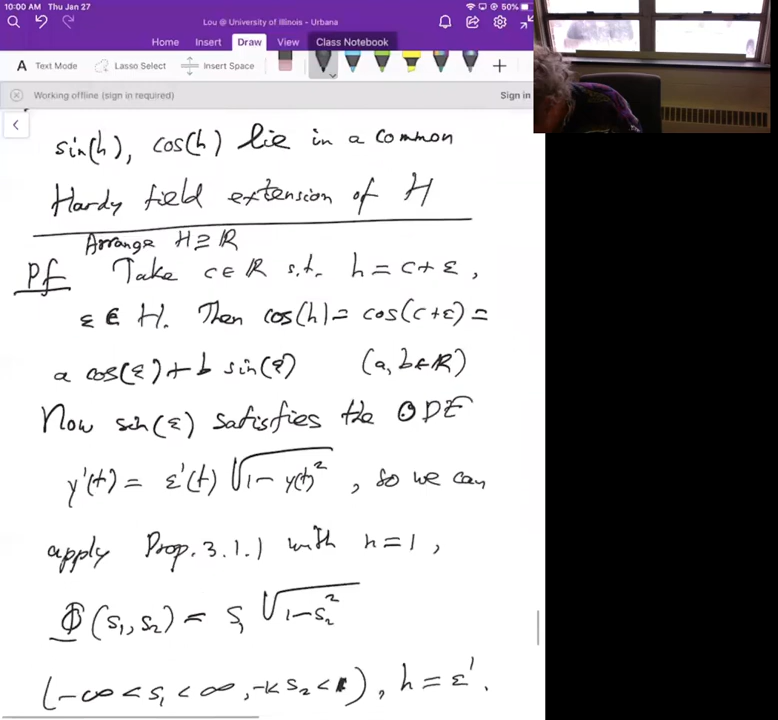 10:00 AM Thu Jan 27
50%
Lou @ University of Illinois - Urbana
Home Insert Draw View Class Notebook
A Text Mode Lasso Select Insert Space
Working offline (sign in required) Sign in
sin(h), cos(h) lie in a common
Hardy field extension of H
Arrange H ⊇ ℝ
Pf Take c ∈ ℝ s.t. h = c + ε,
ε ∈ H. Then cos(h) = cos(c+ε) =
a cos(ε) + b sin(ε) (a, b ∈ ℝ)
Now sin(ε) satisfies the ODE
y'(t) = ε'(t) √1 - y(t)², so we can
apply Prop. 3.1.1 with n = 1,
Φ(s₁, s₂) = s₁ √1-s₂²
(-∞ < s₁ < ∞, -1< s₂ < 1), h = ε'.